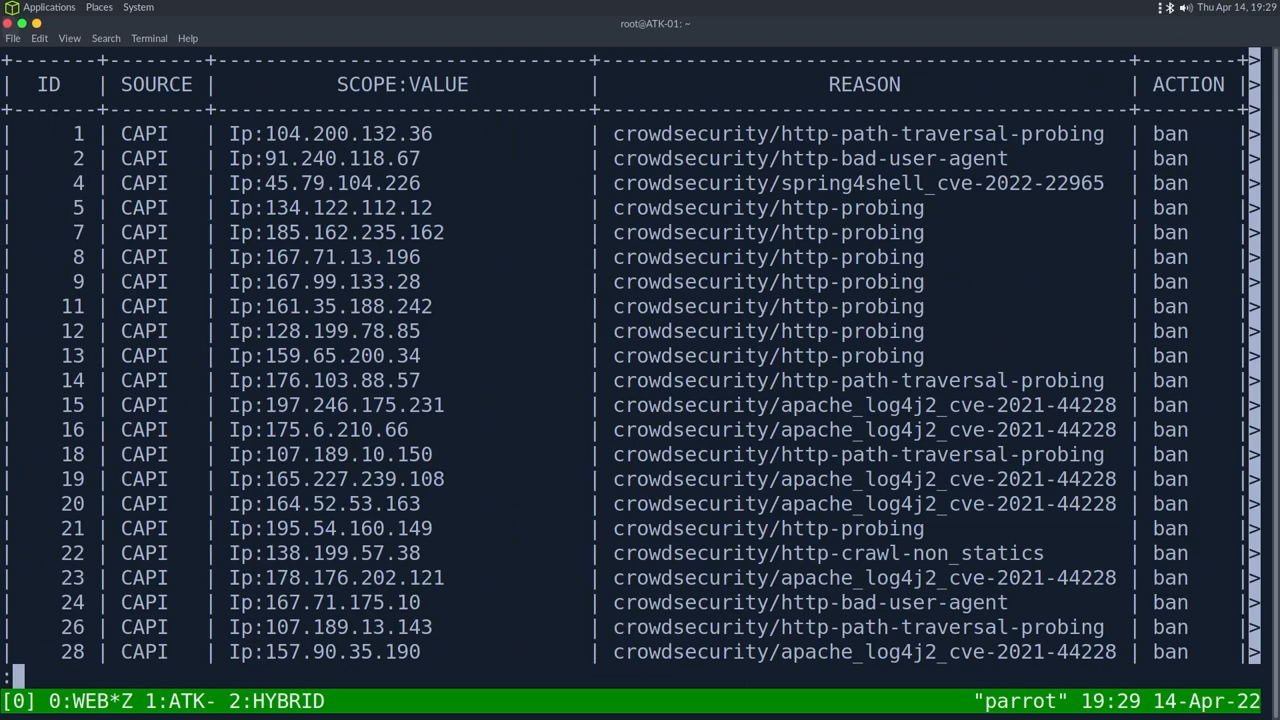 Applications Places System Thu Apr 14, 19:29
root@ATK-01: ~
File Edit View Search Terminal Help
+-------+--------+-------------------------------+---------------------------------------------+--------+>
| ID | SOURCE | SCOPE:VALUE | REASON | ACTION |>
+-------+--------+-------------------------------+---------------------------------------------+--------+>
| 1 | CAPI | Ip:104.200.132.36 | crowdsecurity/http-path-traversal-probing | ban |>
| 2 | CAPI | Ip:91.240.118.67 | crowdsecurity/http-bad-user-agent | ban |>
| 4 | CAPI | Ip:45.79.104.226 | crowdsecurity/spring4shell_cve-2022-22965 | ban |>
| 5 | CAPI | Ip:134.122.112.12 | crowdsecurity/http-probing | ban |>
| 7 | CAPI | Ip:185.162.235.162 | crowdsecurity/http-probing | ban |>
| 8 | CAPI | Ip:167.71.13.196 | crowdsecurity/http-probing | ban |>
| 9 | CAPI | Ip:167.99.133.28 | crowdsecurity/http-probing | ban |>
| 11 | CAPI | Ip:161.35.188.242 | crowdsecurity/http-probing | ban |>
| 12 | CAPI | Ip:128.199.78.85 | crowdsecurity/http-probing | ban |>
| 13 | CAPI | Ip:159.65.200.34 | crowdsecurity/http-probing | ban |>
| 14 | CAPI | Ip:176.103.88.57 | crowdsecurity/http-path-traversal-probing | ban |>
| 15 | CAPI | Ip:197.246.175.231 | crowdsecurity/apache_log4j2_cve-2021-44228 | ban |>
| 16 | CAPI | Ip:175.6.210.66 | crowdsecurity/apache_log4j2_cve-2021-44228 | ban |>
| 18 | CAPI | Ip:107.189.10.150 | crowdsecurity/http-path-traversal-probing | ban |>
| 19 | CAPI | Ip:165.227.239.108 | crowdsecurity/apache_log4j2_cve-2021-44228 | ban |>
| 20 | CAPI | Ip:164.52.53.163 | crowdsecurity/apache_log4j2_cve-2021-44228 | ban |>
| 21 | CAPI | Ip:195.54.160.149 | crowdsecurity/http-probing | ban |>
| 22 | CAPI | Ip:138.199.57.38 | crowdsecurity/http-crawl-non_statics | ban |>
| 23 | CAPI | Ip:178.176.202.121 | crowdsecurity/apache_log4j2_cve-2021-44228 | ban |>
| 24 | CAPI | Ip:167.71.175.10 | crowdsecurity/http-bad-user-agent | ban |>
| 26 | CAPI | Ip:107.189.13.143 | crowdsecurity/http-path-traversal-probing | ban |>
| 28 | CAPI | Ip:157.90.35.190 | crowdsecurity/apache_log4j2_cve-2021-44228 | ban |>
:
[0] 0:WEB*Z 1:ATK- 2:HYBRID "parrot" 19:29 14-Apr-22